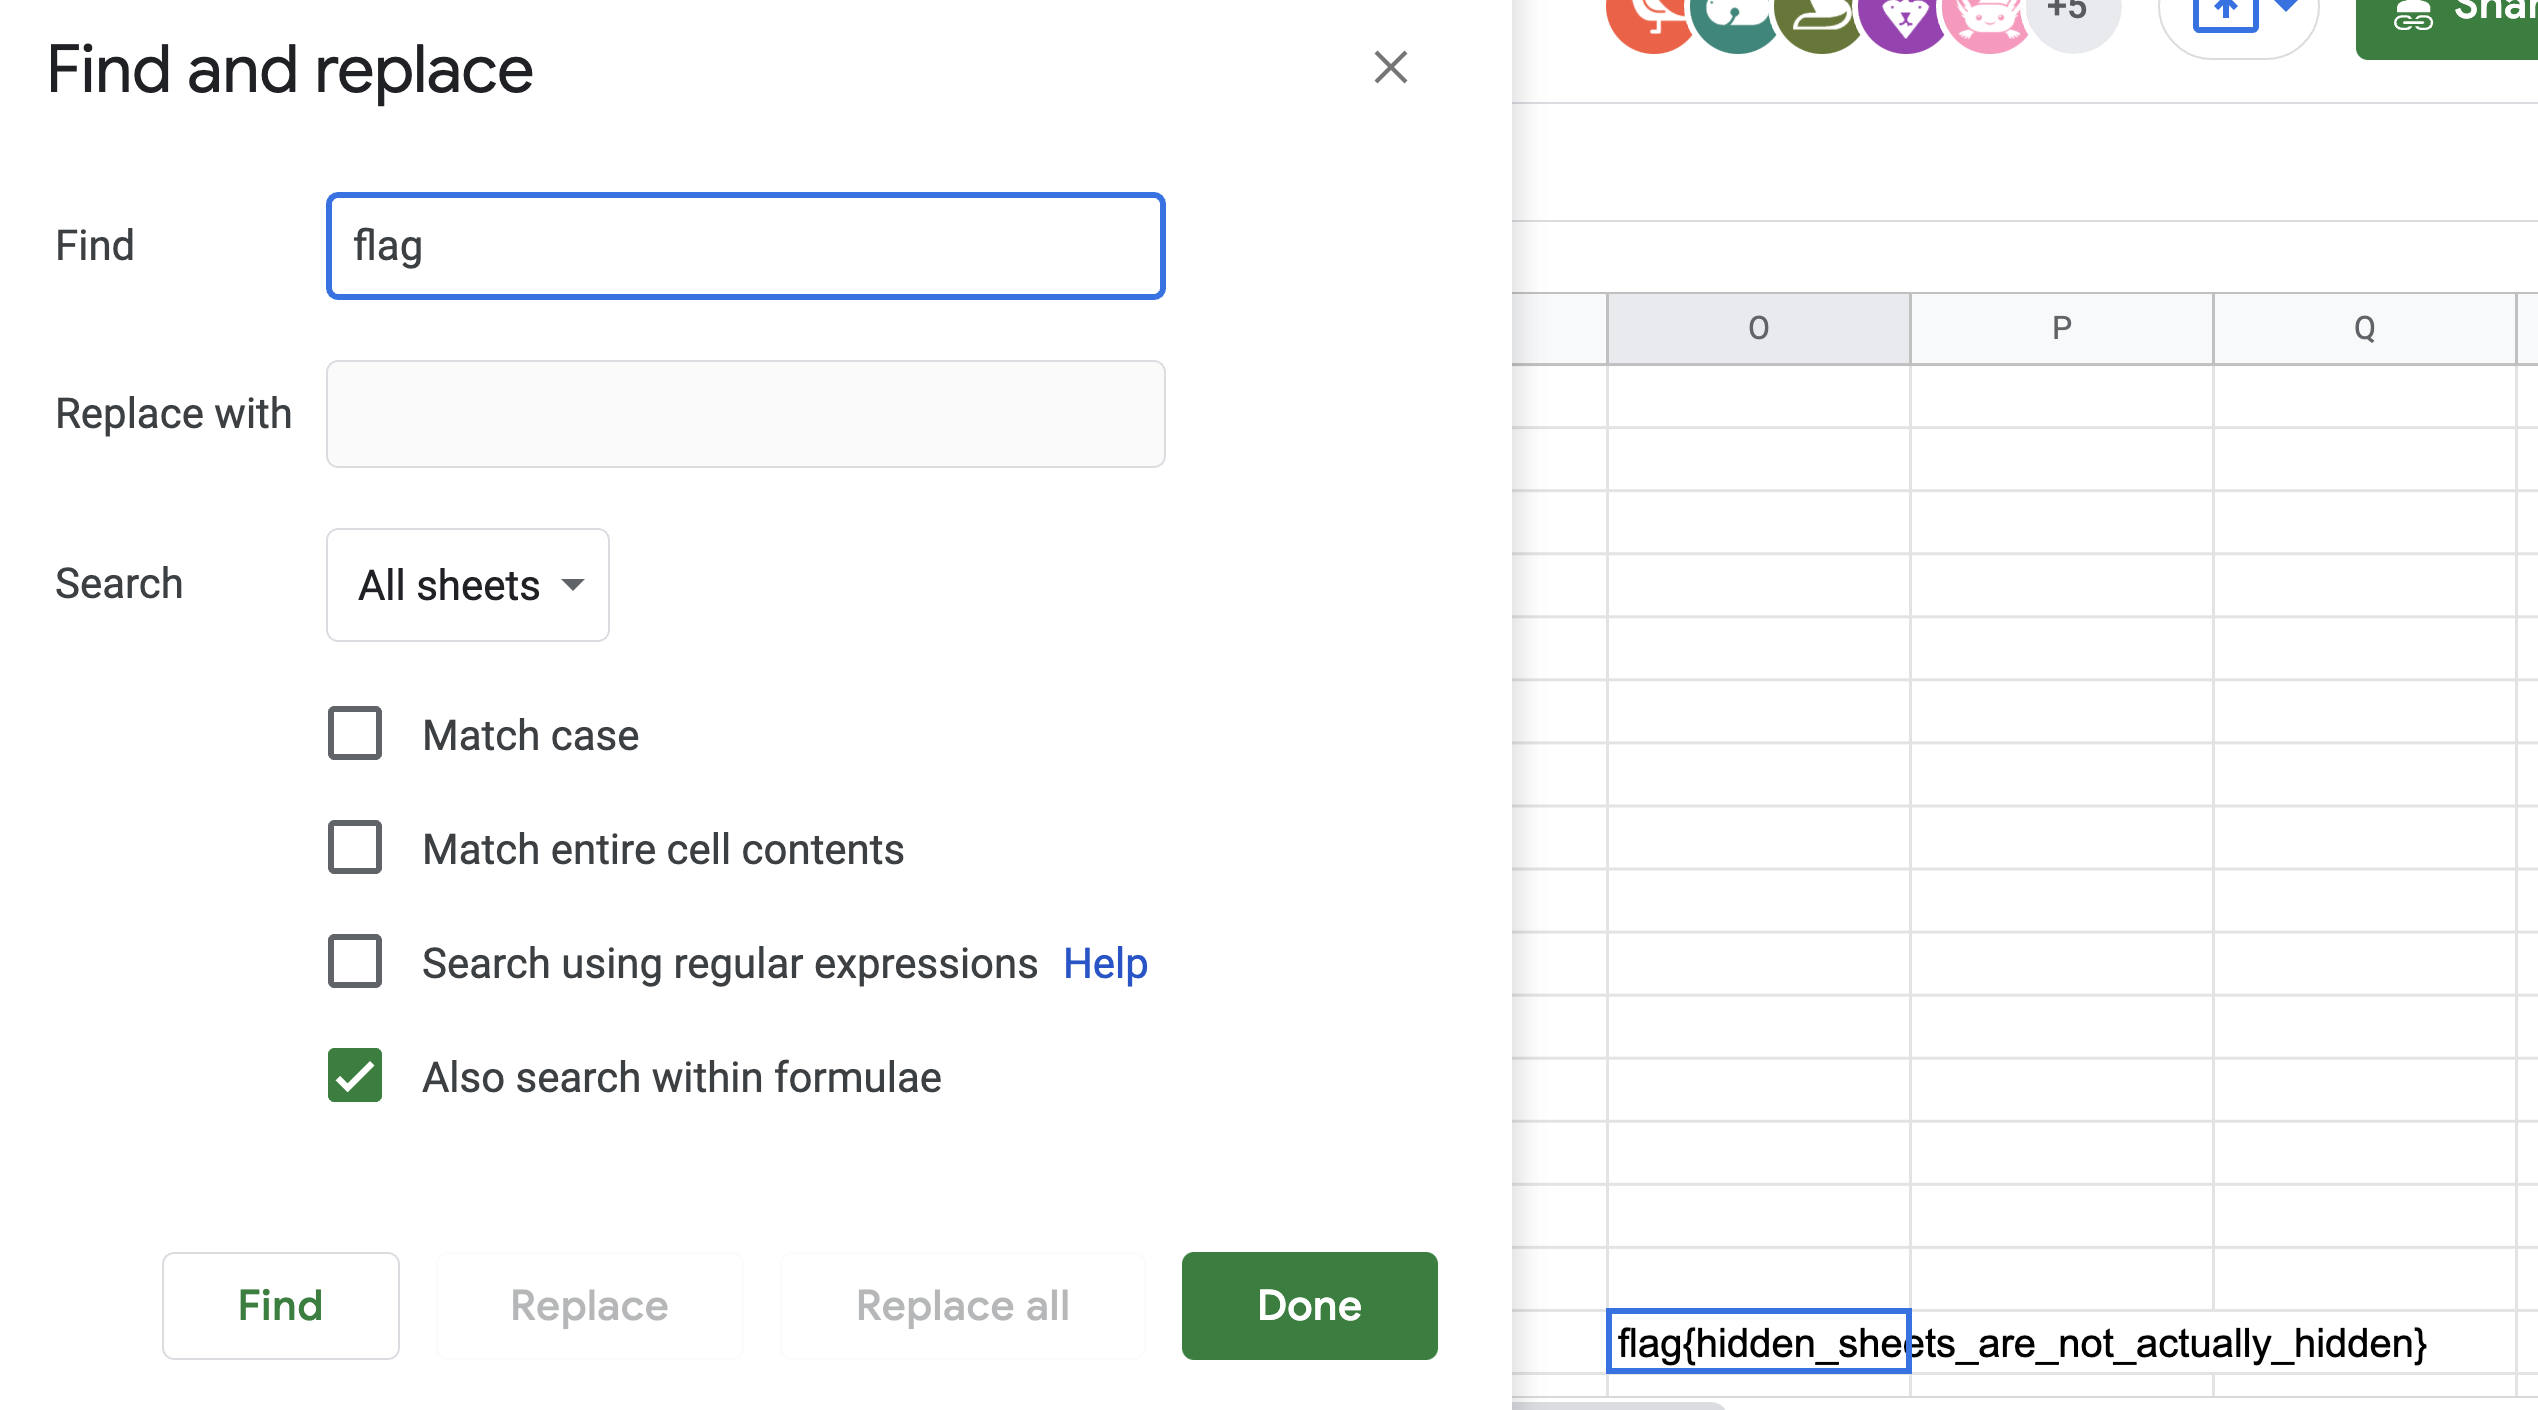 Find and replace
+5
Find
flag
O
P
Q
Replace with
Search
All sheets
Match case
Match entire cell contents
Search using regular expressions Help
Also search within formulae
Find
Replace
Replace all
Done
flag{hidden_sheets_are_not_actually_hidden}